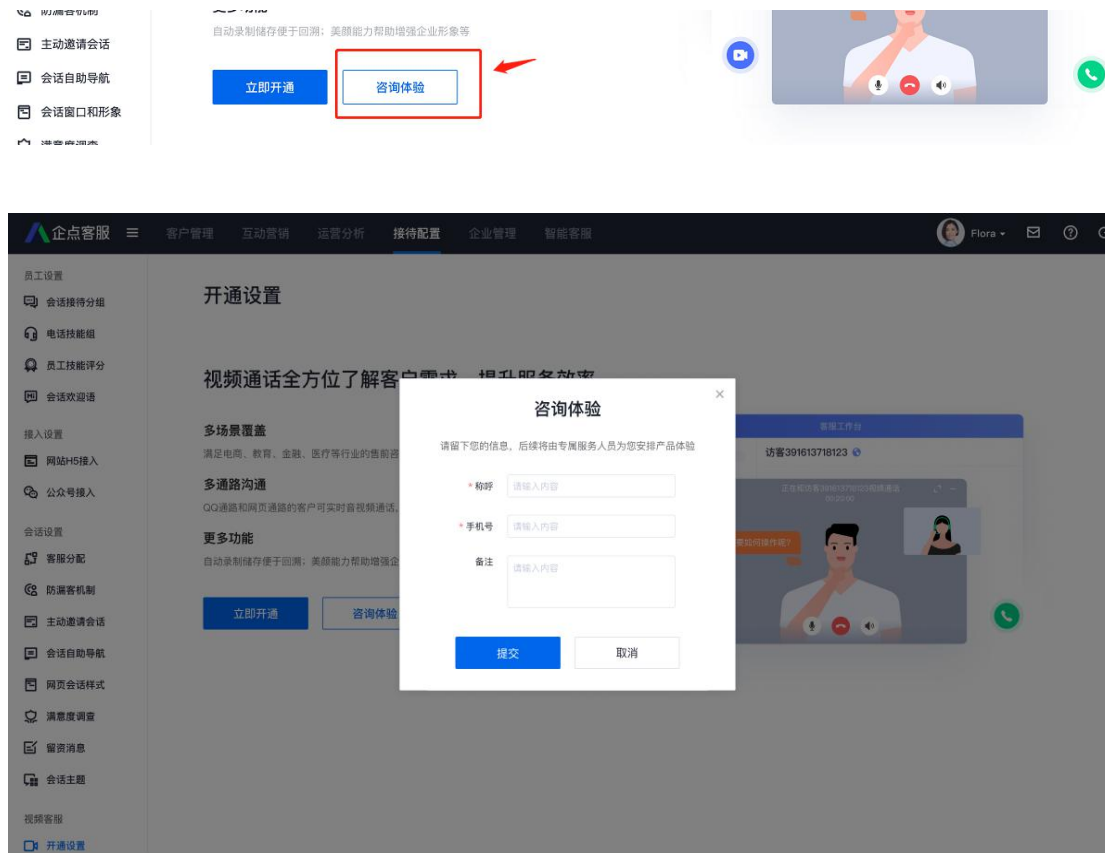 主动邀请会话
会话自助导航
会话窗口和形象
自动录制储存便于回溯；美颜能力帮助增强企业形象等
立即开通
咨询体验
企点客服
客户管理
互动营销
运营分析
接待配置
企业管理
智能客服
Flora
员工设置
会话接待分组
电话技能组
员工技能评分
会话欢迎语
接入设置
网站H5接入
公众号接入
会话设置
客服分配
防漏客机制
主动邀请会话
会话自助导航
网页会话样式
满意度调查
留资消息
会话主题
视频客服
开通设置
开通设置
视频通话全方位了解客户需求，提升服务效率
多场景覆盖
满足电商、教育、金融、医疗等行业的售前咨
多通路沟通
QQ通路和网页通路的客户可实时音视频通话，
更多功能
自动录制储存便于回溯；美颜能力帮助增强企
立即开通
咨询体验
咨询体验
请留下您的信息，后续将由专属服务人员为您安排产品体验
* 称呼
请输入内容
* 手机号
请输入内容
备注
请输入内容
提交
取消
客服工作台
访客391613718123
要如何操作呢？